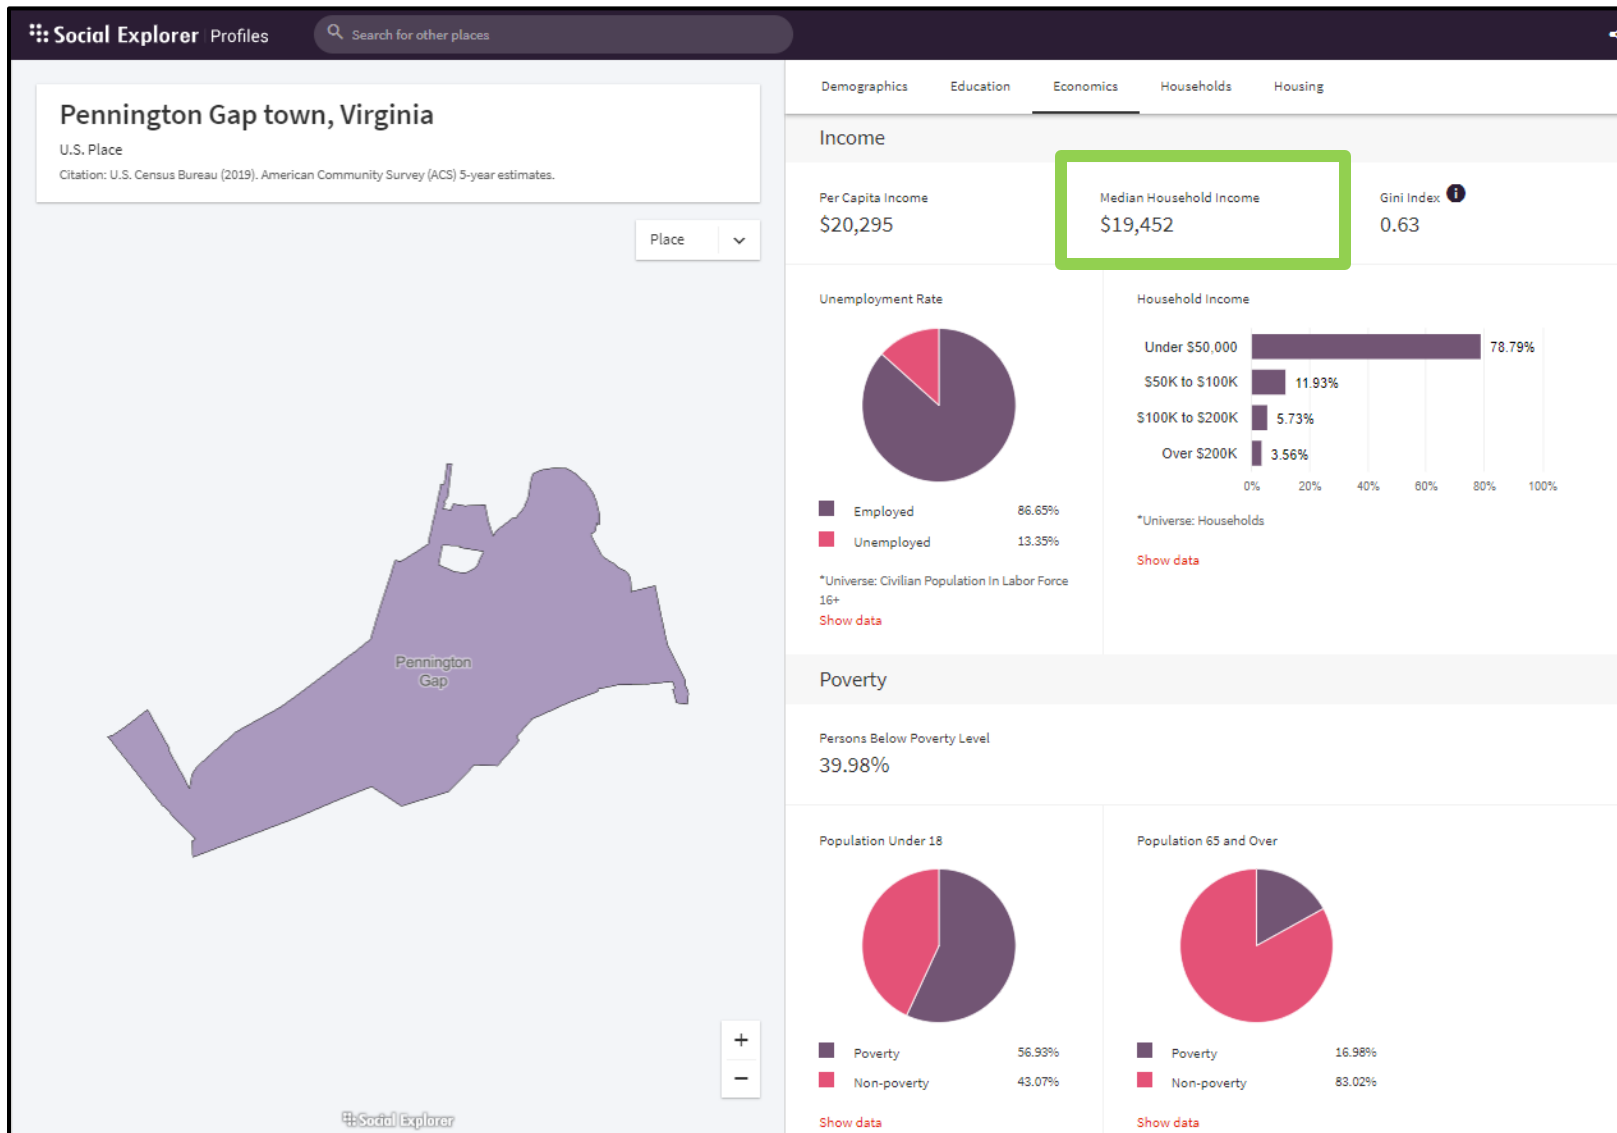 Social Explorer Profiles
Search for other places
Pennington Gap town, Virginia
U.S. Place
Citation: U.S. Census Bureau (2019). American Community Survey (ACS) 5-year estimates.
Place
Pennington
Gap
+
−
Social Explorer
Demographics Education Economics Households Housing
Income
Per Capita Income
$20,295
Median Household Income
$19,452
Gini Index i
0.63
Unemployment Rate
Employed 86.65%
Unemployed 13.35%
*Universe: Civilian Population In Labor Force
16+
Show data
Household Income
Under $50,000 78.79%
$50K to $100K 11.93%
$100K to $200K 5.73%
Over $200K 3.56%
0% 20% 40% 60% 80% 100%
*Universe: Households
Show data
Poverty
Persons Below Poverty Level
39.98%
Population Under 18
Poverty 56.93%
Non-poverty 43.07%
Show data
Population 65 and Over
Poverty 16.98%
Non-poverty 83.02%
Show data